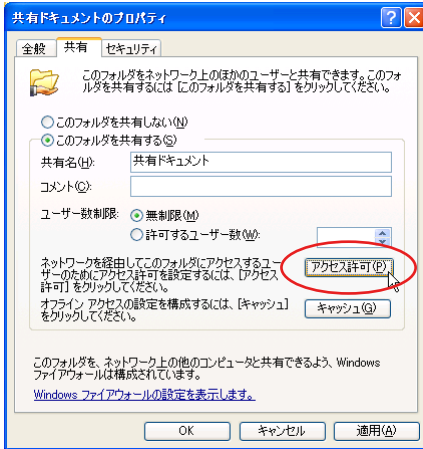 共有ドキュメントのプロパティ
全般 共有 セキュリティ
このフォルダをネットワーク上のほかのユーザーと共有できます。このフォ
ルダを共有するには [このフォルダを共有する] をクリックしてください。
このフォルダを共有しない(N)
このフォルダを共有する(S)
共有名(H): 共有ドキュメント
コメント(C):
ユーザー数制限: 無制限(M)
許可するユーザー数(W):
ネットワークを経由してこのフォルダにアクセスするユー
ザーのためにアクセス許可を設定するには、[アクセス
許可] をクリックしてください。
アクセス許可(P)
オフライン アクセスの設定を構成するには、[キャッシュ]
をクリックしてください。
キャッシュ(G)
このフォルダを、ネットワーク上の他のコンピュータと共有できるよう、Windows
ファイアウォールは構成されています。
Windows ファイアウォールの設定を表示します。
OK キャンセル 適用(A)